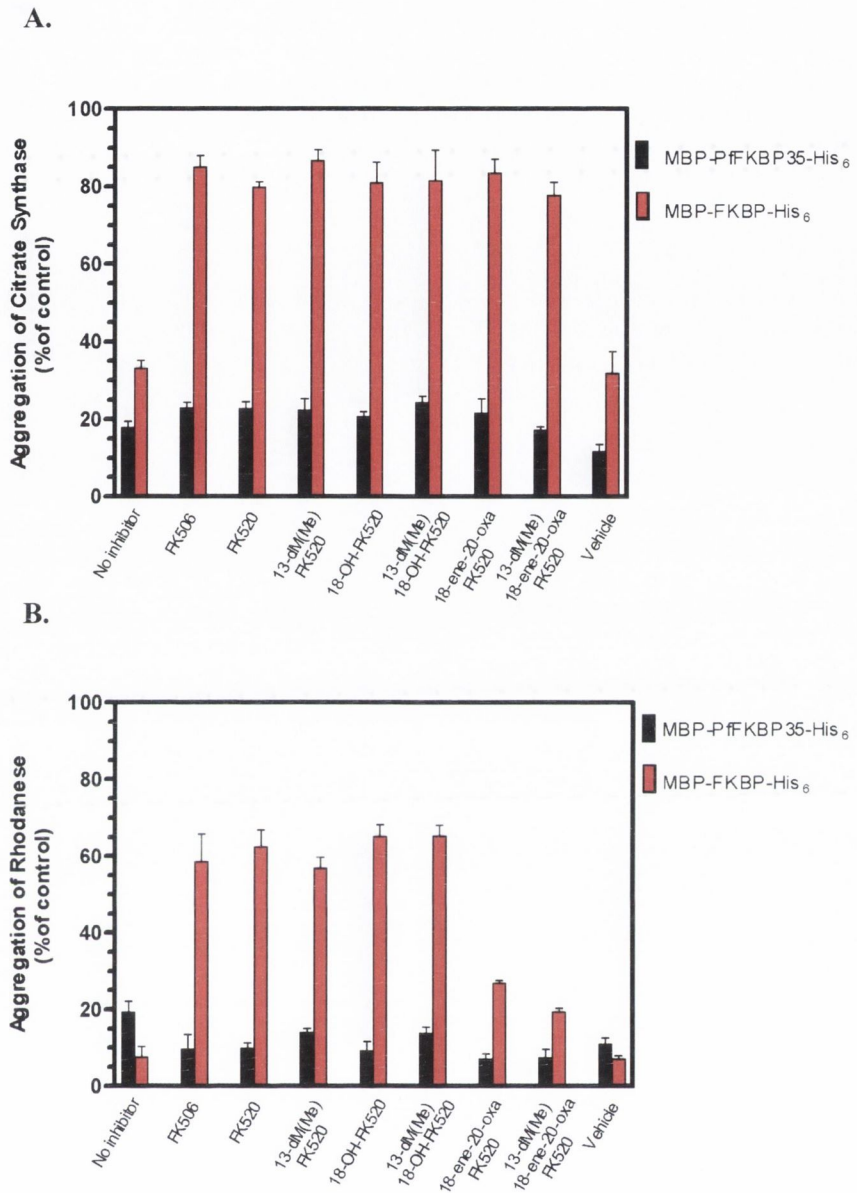 A.
100
80
60
40
20
0
Aggregation of Citrate Synthase
(%of control)
MBP-PfFKBP35-His6
MBP-FKBP-His6
No inhibitor
FK506
FK520
13-dM(Me)
FK520
18-OH-FK520
13-dM(Me)
18-OH-FK520
18-ene-20-oxa
FK520
13-dM(Me)
18-ene-20-oxa
FK520
Vehicle
B.
100
80
60
40
20
0
Aggregation of Rhodanese
(%of control)
MBP-PfFKBP35-His6
MBP-FKBP-His6
No inhibitor
FK506
FK520
13-dM(Me)
FK520
18-OH-FK520
13-dM(Me)
18-OH-FK520
18-ene-20-oxa
FK520
13-dM(Me)
18-ene-20-oxa
FK520
Vehicle